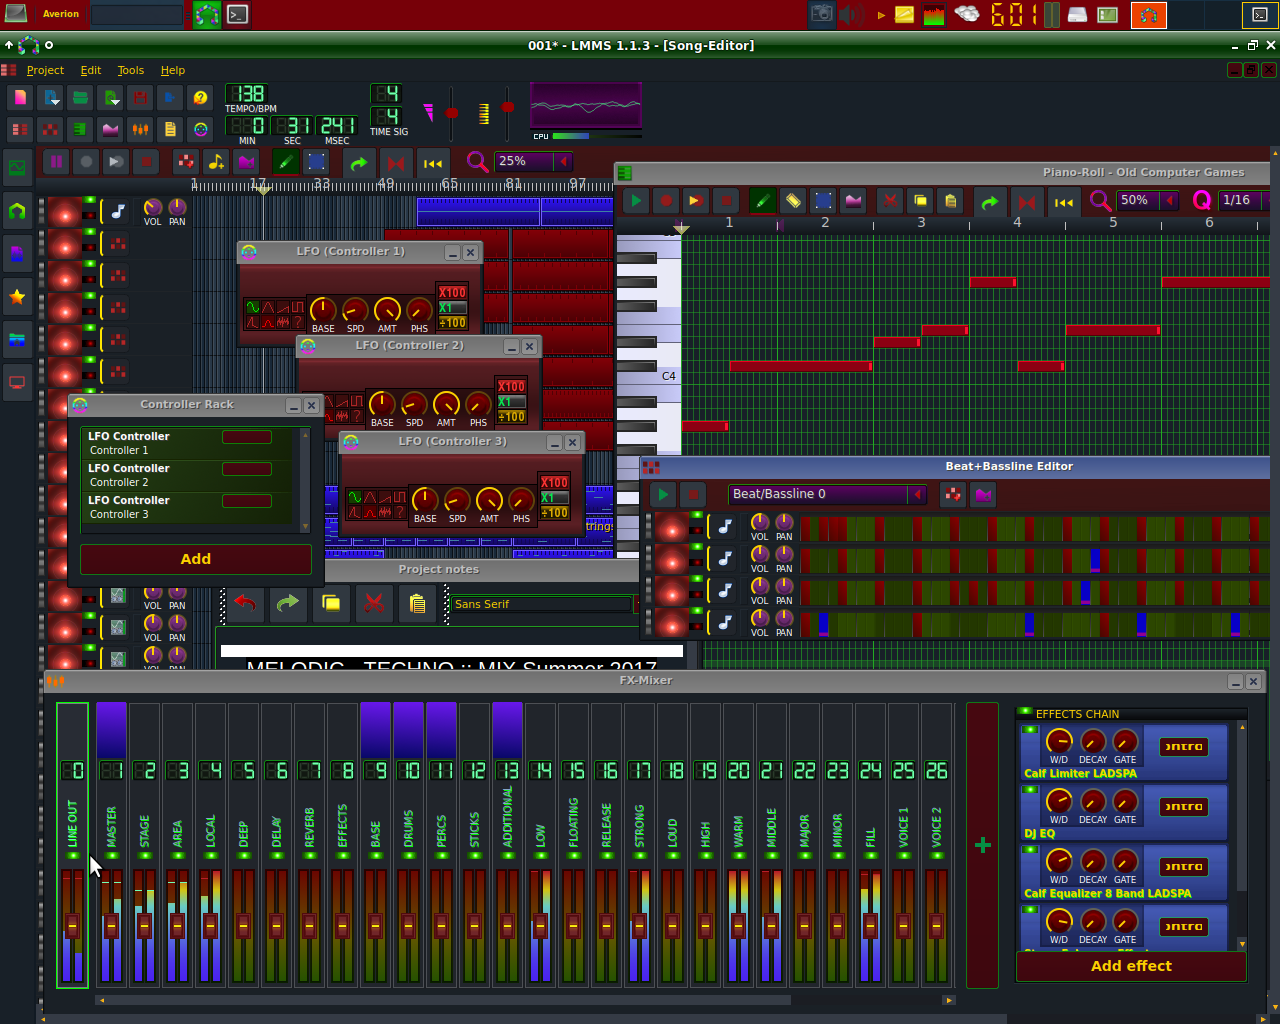 Averion
601
001* - LMMS 1.1.3 - [Song-Editor]
Project Edit Tools Help
138
TEMPO/BPM
0 31 241
MIN SEC MSEC
4
4
TIME SIG
CPU
25%
1 17 33 49 65 81 97
VOL PAN
Piano-Roll - Old Computer Games
50% Q 1/16
1 2 3 4 5 6
C4
LFO (Controller 1)
X100
X1
÷100
BASE SPD AMT PHS
LFO (Controller 2)
X100
X1
÷100
BASE SPD AMT PHS
LFO (Controller 3)
X100
X1
÷100
BASE SPD AMT PHS
Controller Rack
LFO Controller
Controller 1
LFO Controller
Controller 2
LFO Controller
Controller 3
Add
Beat+Bassline Editor
Beat/Bassline 0
VOL PAN
VOL PAN
VOL PAN
VOL PAN
VOL PAN
VOL PAN
VOL PAN
Project notes
Sans Serif
MELODIC - TECHNO :: MIX Summer 2017
FX-Mixer
0 1 2 3 4 5 6 7 8 9 10 11 12 13 14 15 16 17 18 19 20 21 22 23 24 25 26
LINE OUT
MASTER
STAGE
AREA
LOCAL
DEEP
DELAY
REVERB
EFFECTS
BASE
DRUMS
PERCS
STICKS
ADDITIONAL
LOW
FLOATING
RELEASE
STRONG
LOUD
HIGH
WARM
MIDDLE
MAJOR
MINOR
FILL
VOICE 1
VOICE 2
EFFECTS CHAIN
W/D DECAY GATE
Calf Limiter LADSPA
W/D DECAY GATE
DJ EQ
W/D DECAY GATE
Calf Equalizer 8 Band LADSPA
W/D DECAY GATE
Add effect